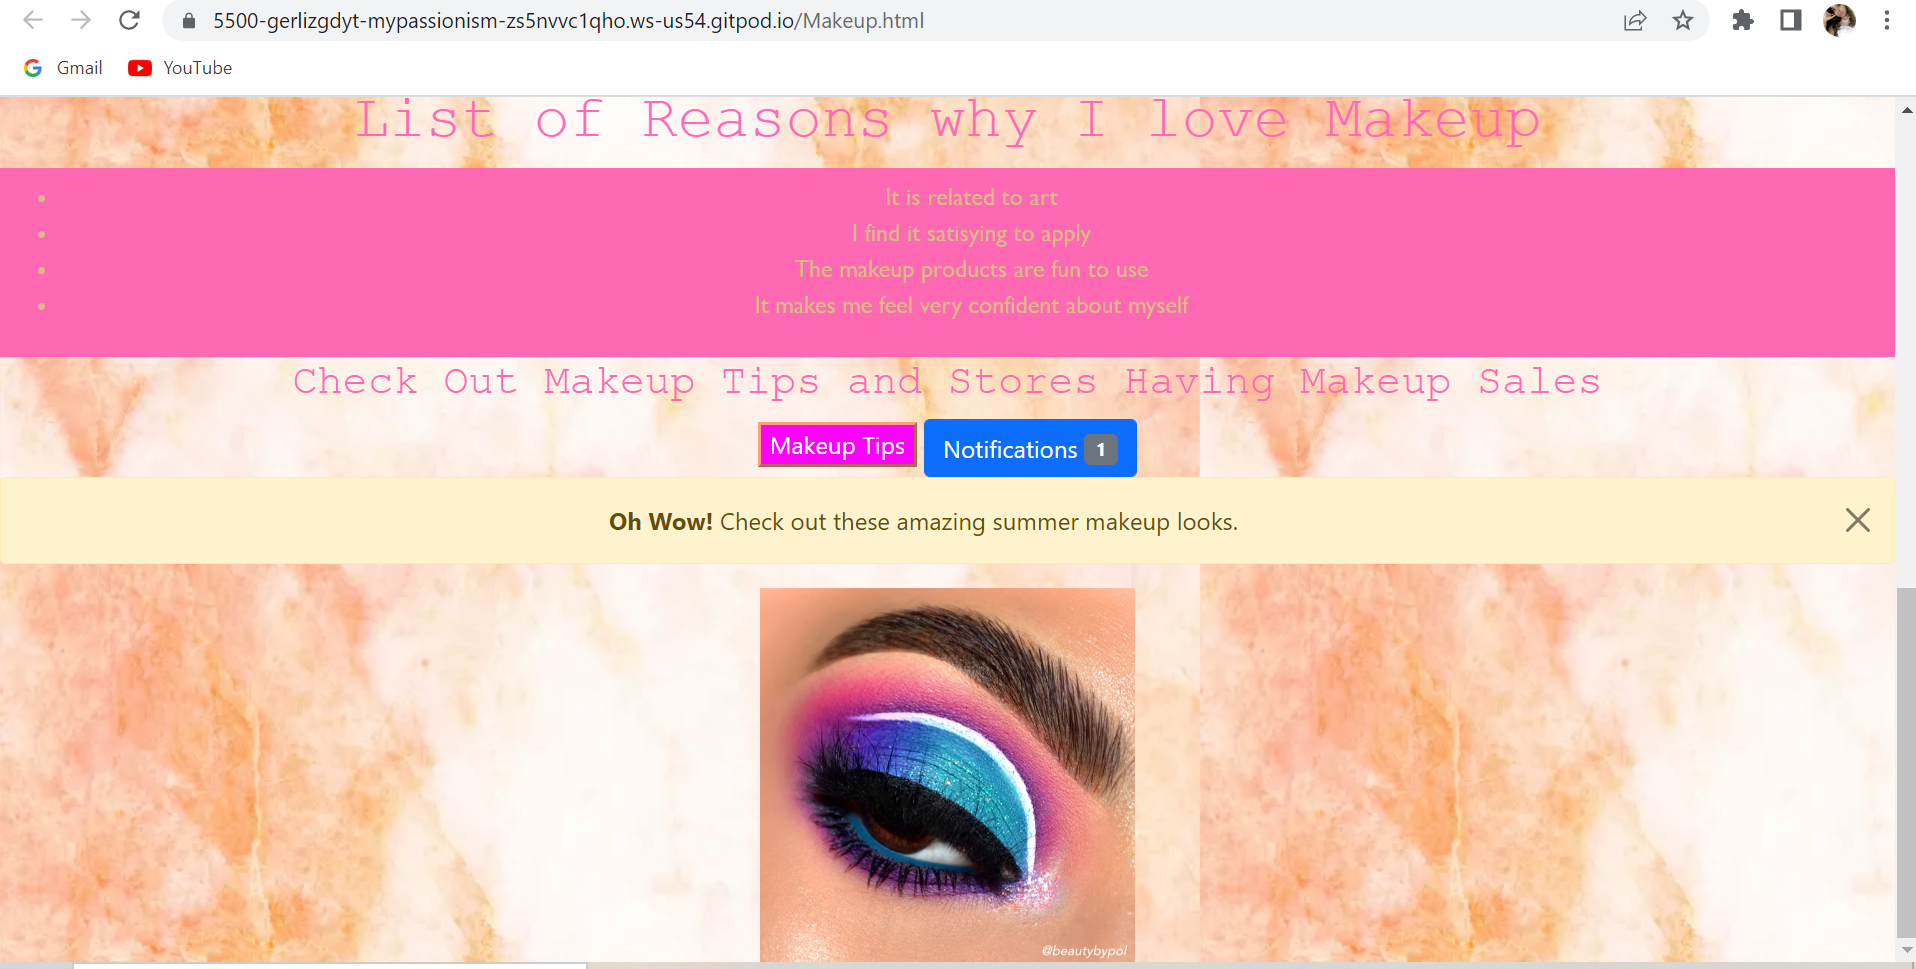 5500-gerlizgdyt-mypassionism-zs5nvvc1qho.ws-us54.gitpod.io/Makeup.html
Gmail YouTube
List of Reasons why I love Makeup
It is related to art
I find it satisying to apply
The makeup products are fun to use
It makes me feel very confident about myself
Check Out Makeup Tips and Stores Having Makeup Sales
Makeup Tips Notifications 1
Oh Wow! Check out these amazing summer makeup looks.
@beautybypol